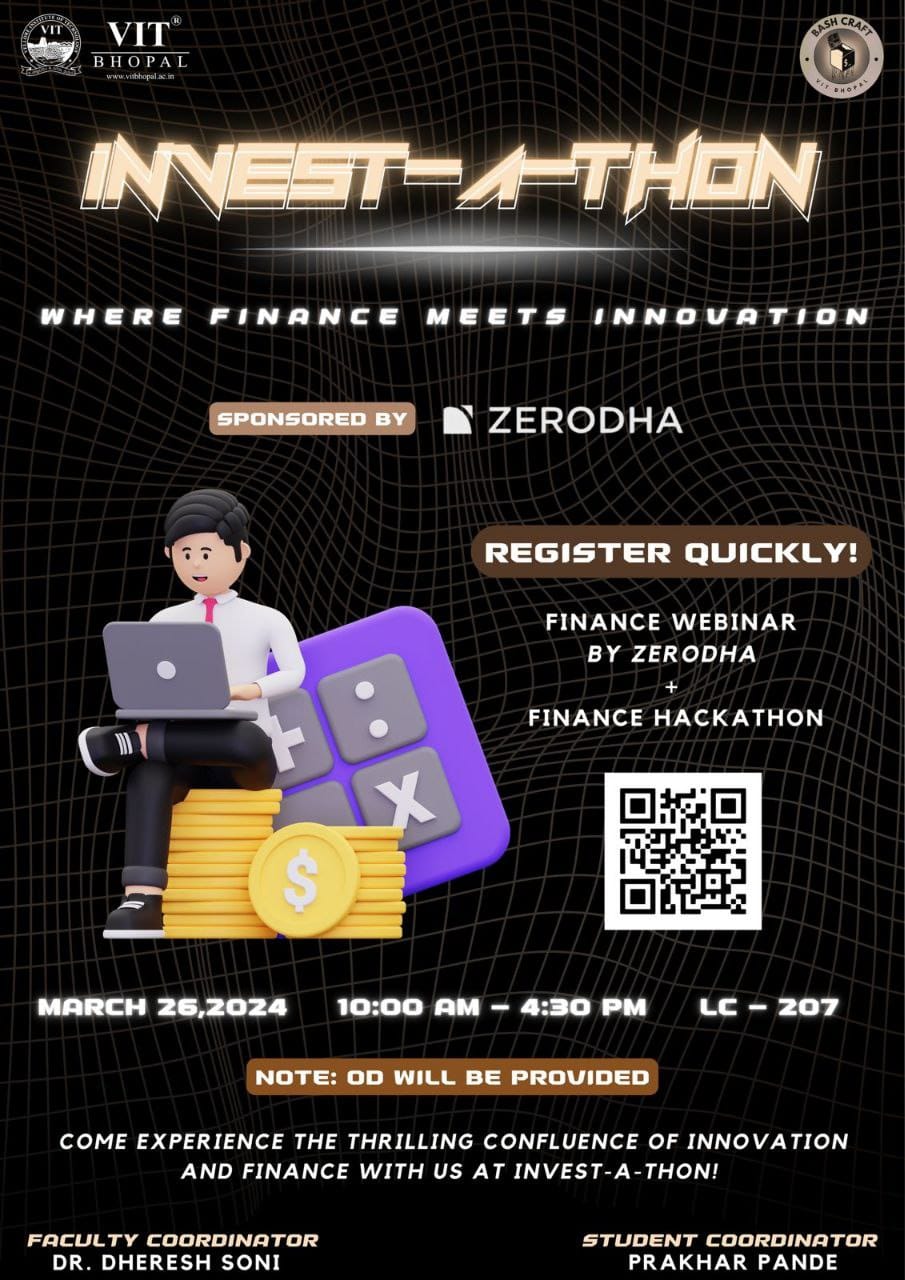 VIT®
BHOPAL
www.vitbhopal.ac.in
VIT
BASH CRAFT
VIT BHOPAL
INVEST-A-THON
WHERE FINANCE MEETS INNOVATION
SPONSORED BY ZERODHA
REGISTER QUICKLY!
FINANCE WEBINAR
BY ZERODHA
+
FINANCE HACKATHON
MARCH 26,2024 10:00 AM – 4:30 PM LC – 207
NOTE: OD WILL BE PROVIDED
COME EXPERIENCE THE THRILLING CONFLUENCE OF INNOVATION
AND FINANCE WITH US AT INVEST-A-THON!
FACULTY COORDINATOR STUDENT COORDINATOR
DR. DHERESH SONI PRAKHAR PANDE